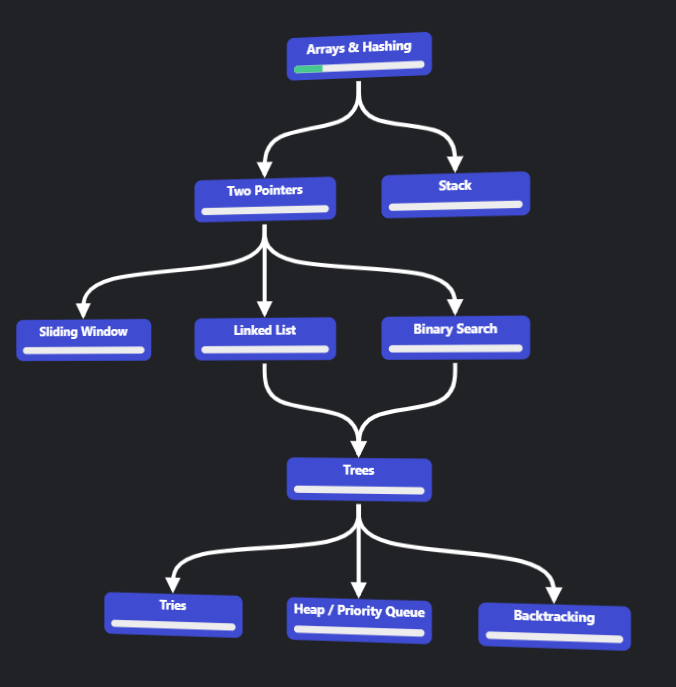 Arrays & Hashing
Two Pointers
Stack
Sliding Window
Linked List
Binary Search
Trees
Tries
Heap / Priority Queue
Backtracking